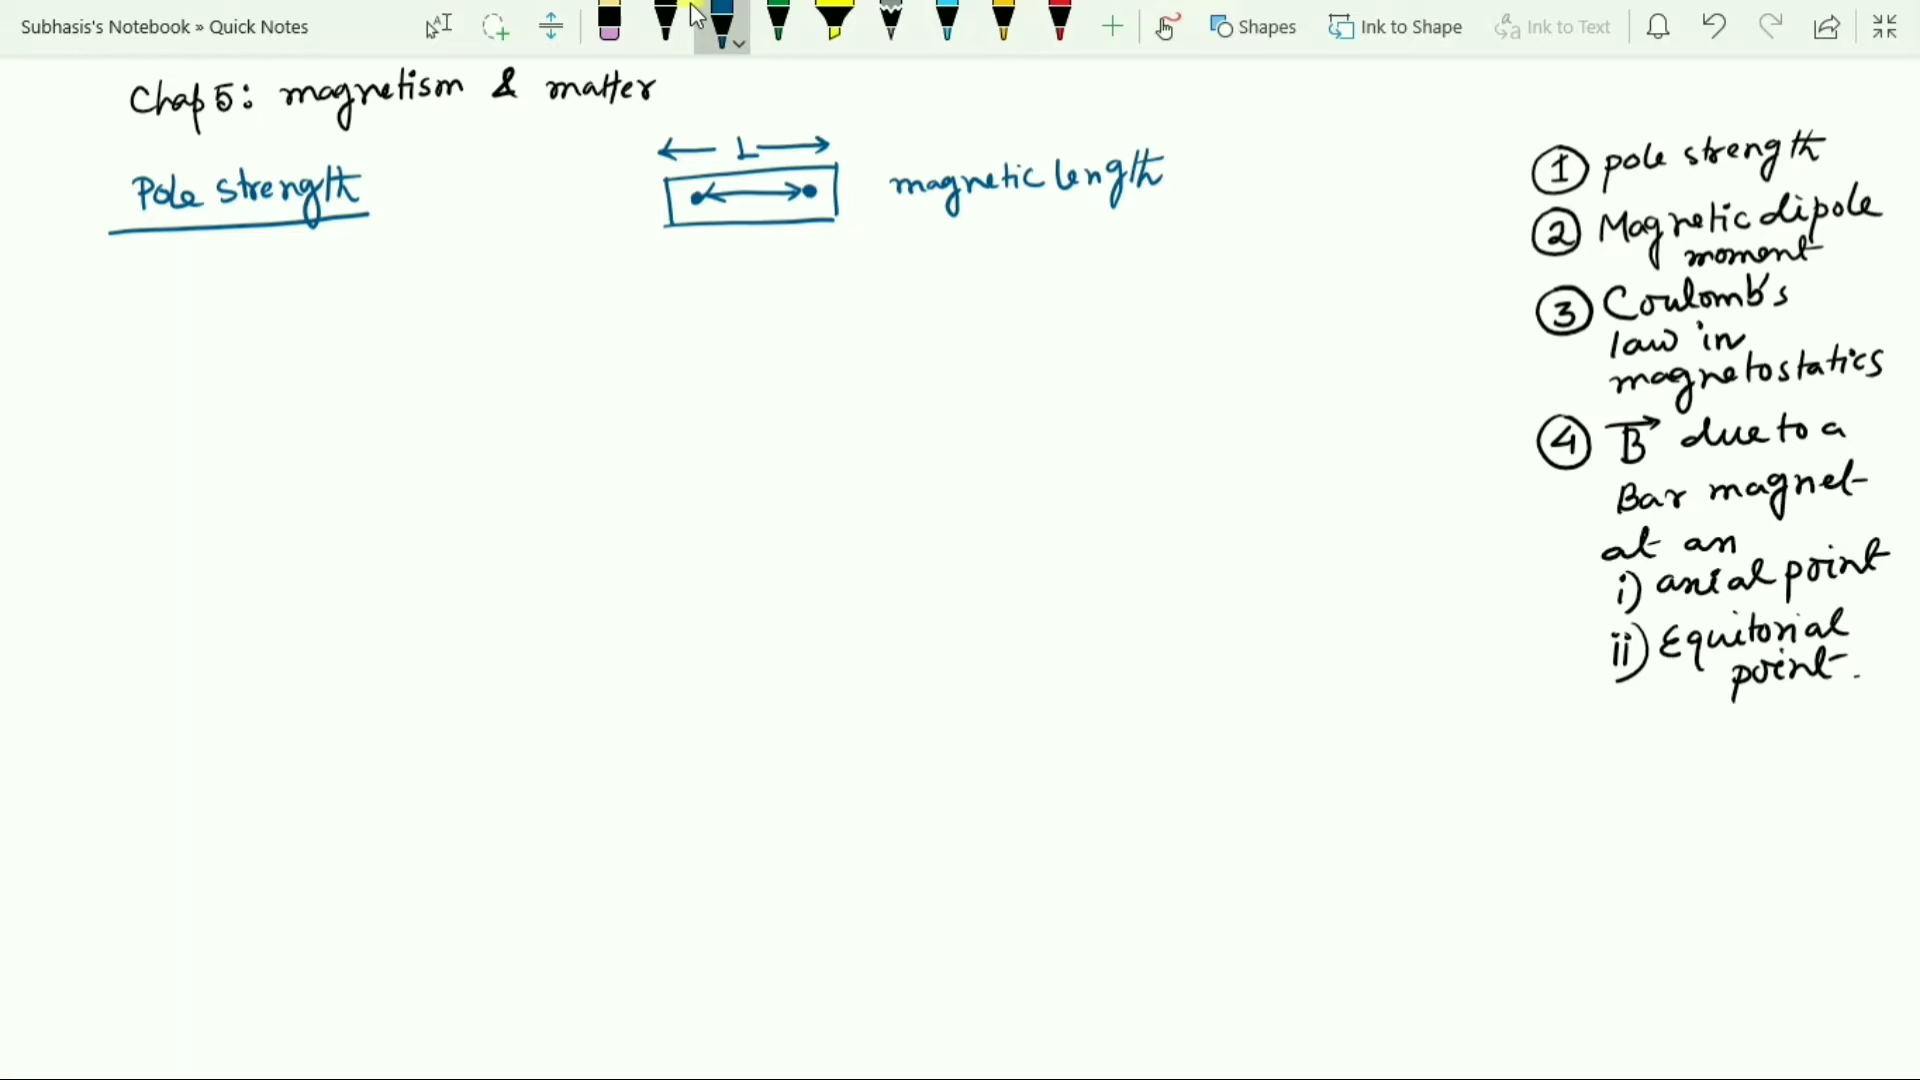 Subhasis's Notebook » Quick Notes
Shapes
Ink to Shape
Ink to Text
Chap 5: magnetism & matter
Pole strength
L
magnetic length
① pole strength
② Magnetic dipole
moment
③ Coulomb's
law in
magnetostatics
④ B⃗ due to a
Bar magnet
at an
i) axial point
ii) Equitorial
point.